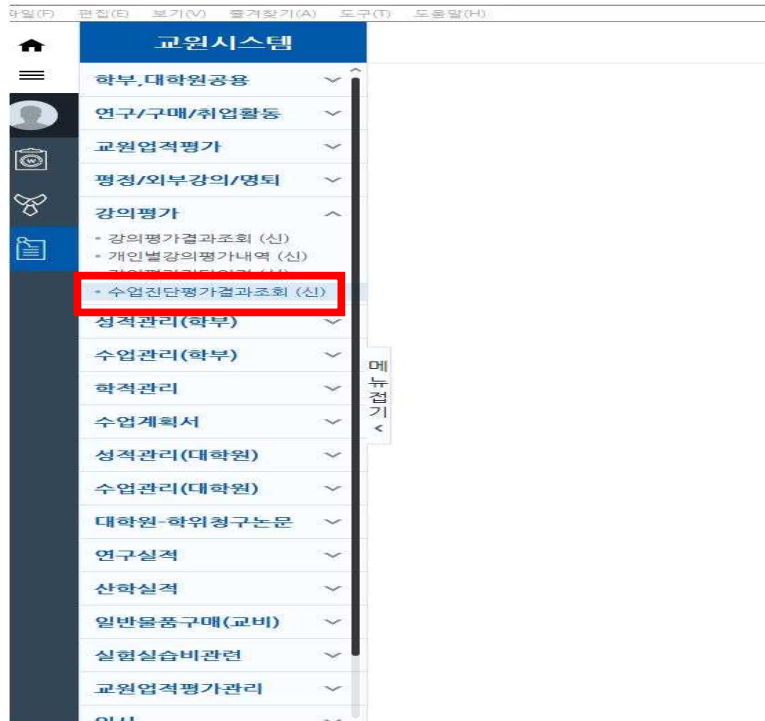 편집(E) 보기(V) 즐겨찾기(A) 도구(T) 도움말(H)
교원시스템
학부,대학원공용
연구/구매/취업활동
교원업적평가
평정/외부강의/명퇴
강의평가
• 강의평가결과조회 (신)
• 개인별강의평가내역 (신)
• 수업진단평가결과조회 (신)
성적관리(학부)
수업관리(학부)
학적관리
수업계획서
성적관리(대학원)
수업관리(대학원)
대학원-학위청구논문
연구실적
산학실적
일반물품구매(교비)
실험실습비관련
교원업적평가관리
메뉴접기 <